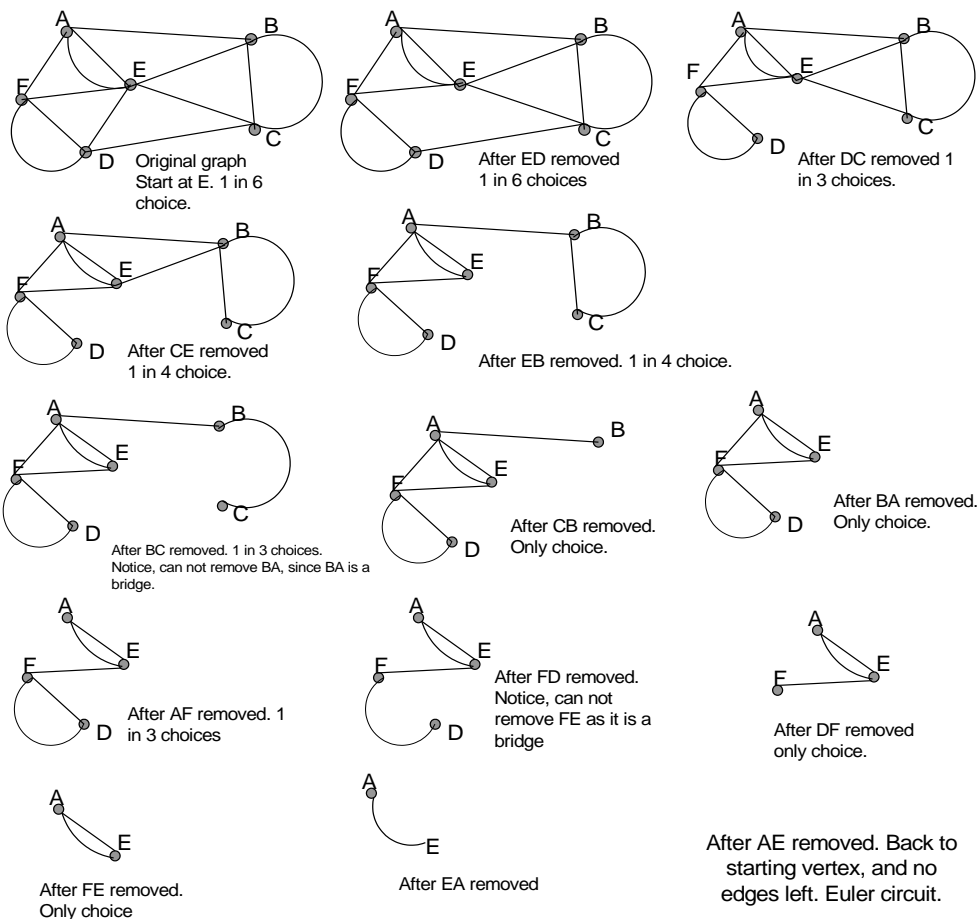 A
B
E
F
C
D
Original graph
Start at E. 1 in 6
choice.
A
B
E
F
C
D
After ED removed
1 in 6 choices
A
B
E
F
C
D
After DC removed 1
in 3 choices.
A
B
E
F
C
D
After CE removed
1 in 4 choice.
A
B
E
F
C
D
After EB removed. 1 in 4 choice.
A
B
E
F
C
D
After BC removed. 1 in 3 choices.
Notice, can not remove BA, since BA is a
bridge.
A
B
E
F
D
After CB removed.
Only choice.
A
E
F
D
After BA removed.
Only choice.
A
E
F
D
After AF removed. 1
in 3 choices
A
E
F
D
After FD removed.
Notice, can not
remove FE as it is a
bridge
A
E
F
After DF removed
only choice.
A
E
After FE removed.
Only choice
A
E
After EA removed
After AE removed. Back to
starting vertex, and no
edges left. Euler circuit.